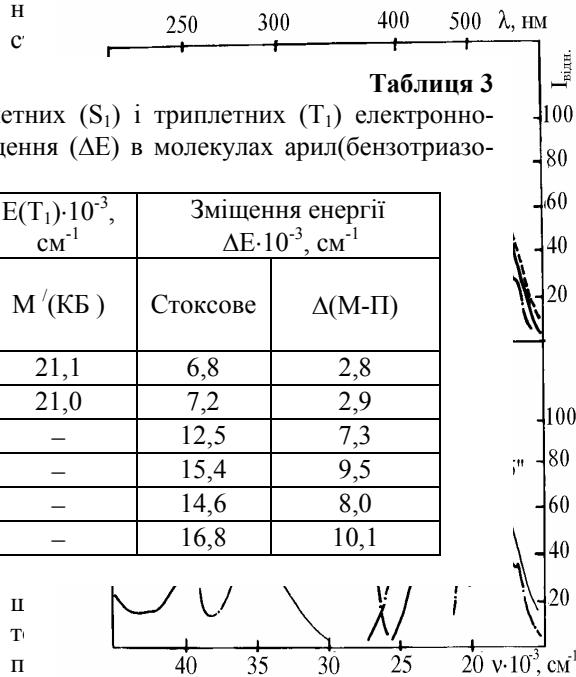 н
250 300 400 500 λ, нм
с
Iвідн.
Таблиця 3
етних (S₁) і триплетних (T₁) електронно-
цення (ΔE) в молекулах арил(бензотриазо-
E(T₁)·10⁻³, см⁻¹
Зміщення енергії ΔE·10⁻³, см⁻¹
M ′(КБ )
Стоксове
Δ(М-П)
21,1 6,8 2,8
21,0 7,2 2,9
– 12,5 7,3
– 15,4 9,5
– 14,6 8,0
– 16,8 10,1
100
80
60
40
20
100
80
60
40
20
т
п
40 35 30 25 20 ν·10⁻³, см⁻¹